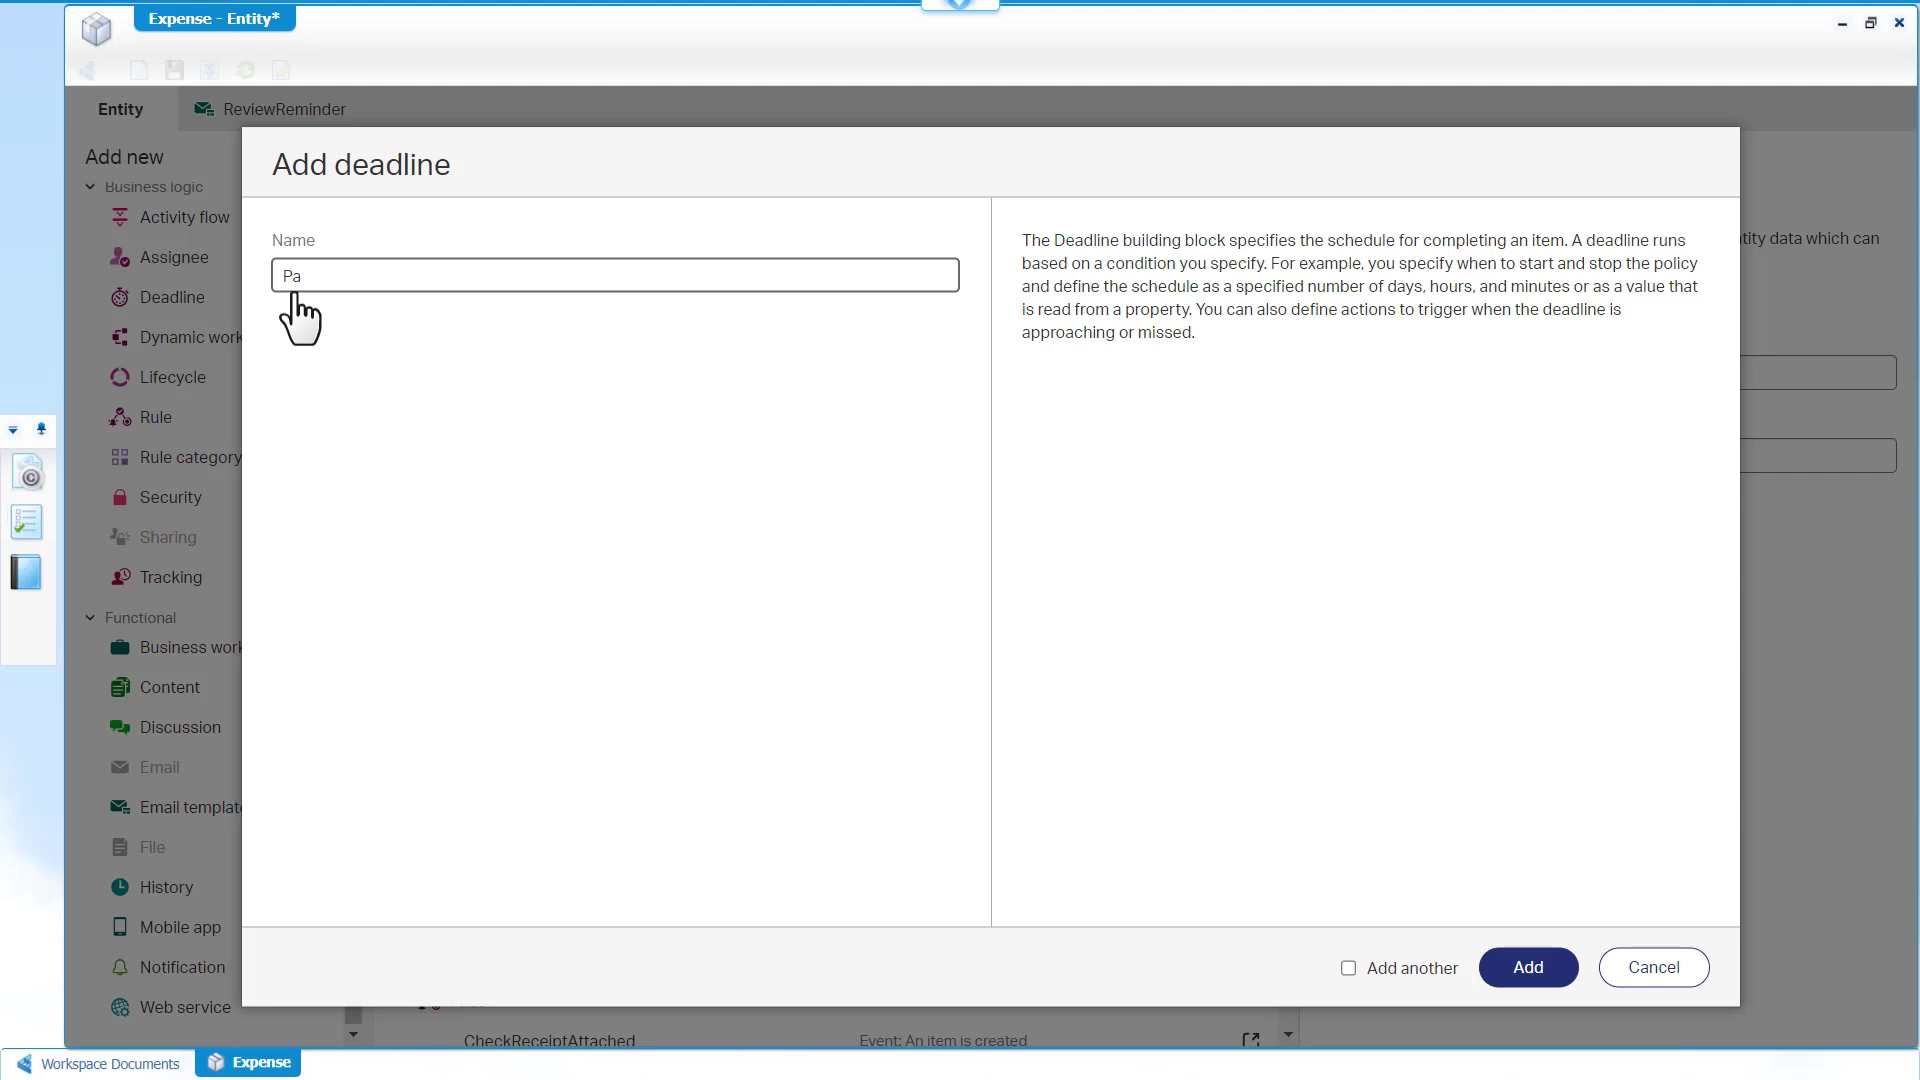 Expense - Entity*
Entity
ReviewReminder
Add new
Business logic
Activity flow
Assignee
Deadline
Dynamic work
Lifecycle
Rule
Rule category
Security
Sharing
Tracking
Functional
Business work
Content
Discussion
Email
Email template
File
History
Mobile app
Notification
Web service
Add deadline
Name
Pa
The Deadline building block specifies the schedule for completing an item. A deadline runs
based on a condition you specify. For example, you specify when to start and stop the policy
and define the schedule as a specified number of days, hours, and minutes or as a value that
is read from a property. You can also define actions to trigger when the deadline is
approaching or missed.
tity data which can
Add another
Add
Cancel
CheckReceiptAttached
Event: An item is created
Workspace Documents
Expense